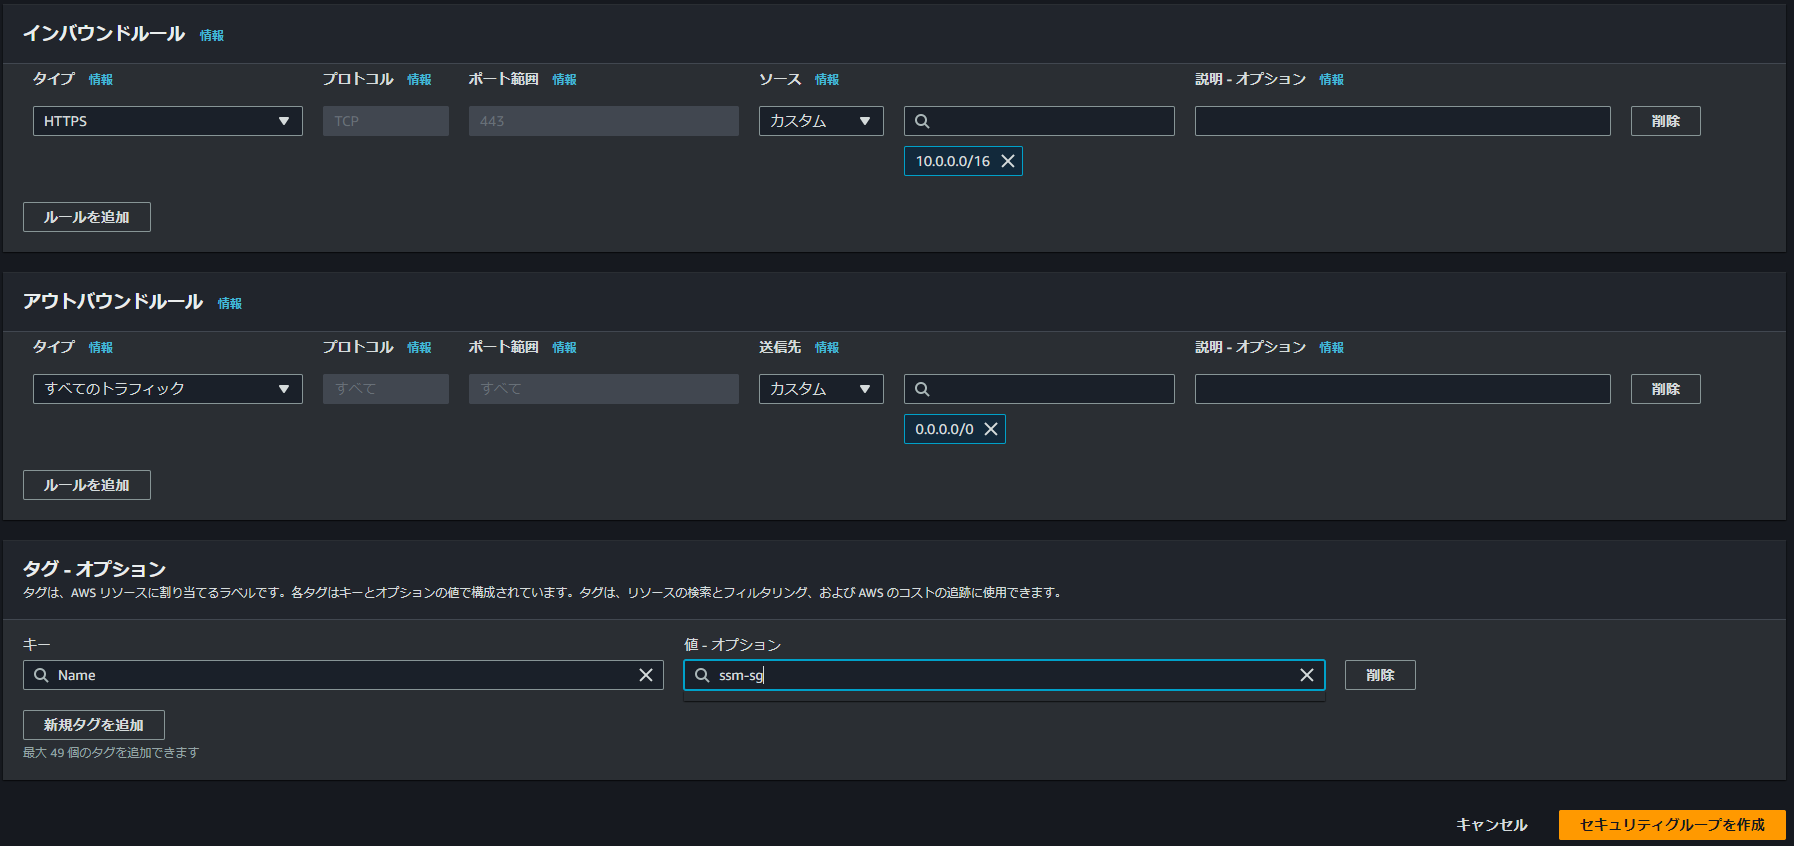 インバウンドルール 情報
タイプ 情報 プロトコル 情報 ポート範囲 情報 ソース 情報 説明 - オプション 情報
HTTPS TCP 443 カスタム 削除
10.0.0.0/16
ルールを追加
アウトバウンドルール 情報
タイプ 情報 プロトコル 情報 ポート範囲 情報 送信先 情報 説明 - オプション 情報
すべてのトラフィック すべて すべて カスタム 削除
0.0.0.0/0
ルールを追加
タグ - オプション
タグは、AWS リソースに割り当てるラベルです。各タグはキーとオプションの値で構成されています。タグは、リソースの検索とフィルタリング、および AWS のコストの追跡に使用できます。
キー 値 - オプション
Name ssm-sg 削除
新規タグを追加
最大 49 個のタグを追加できます
キャンセル セキュリティグループを作成